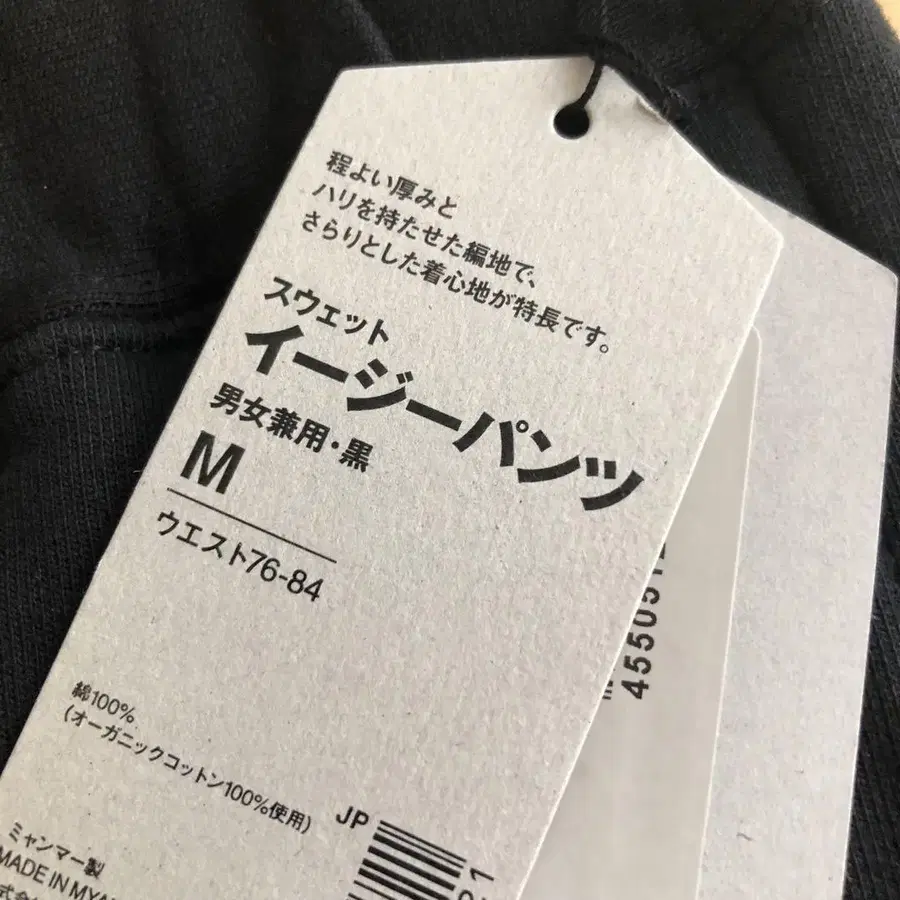 程よい厚みと
ハリを持たせた編地で、
さらりとした着心地が特長です。
スウェット
イージーパンツ
男女兼用・黒
M
ウエスト76-84
綿100%
(オーガニックコットン100%使用)
ミャンマー製
MADE IN
JP